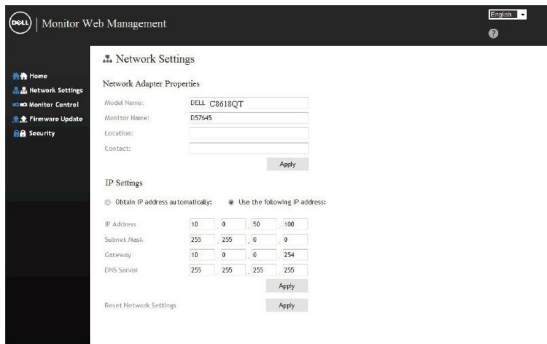 DELL | Monitor Web Management
English
?
Home
Network Settings
Monitor Control
Firmware Update
Security
Network Settings
Network Adapter Properties
Model Name: DELL C8618QT
Monitor Name: D57645
Location:
Contact:
Apply
IP Settings
Obtain IP address automatically: Use the following IP address:
IP Address 10 . 0 . 50 . 100
Subnet Mask 255 . 255 . 0 . 0
Gateway 10 . 0 . 0 . 254
DNS Server 255 . 255 . 255 . 255
Apply
Reset Network Settings Apply